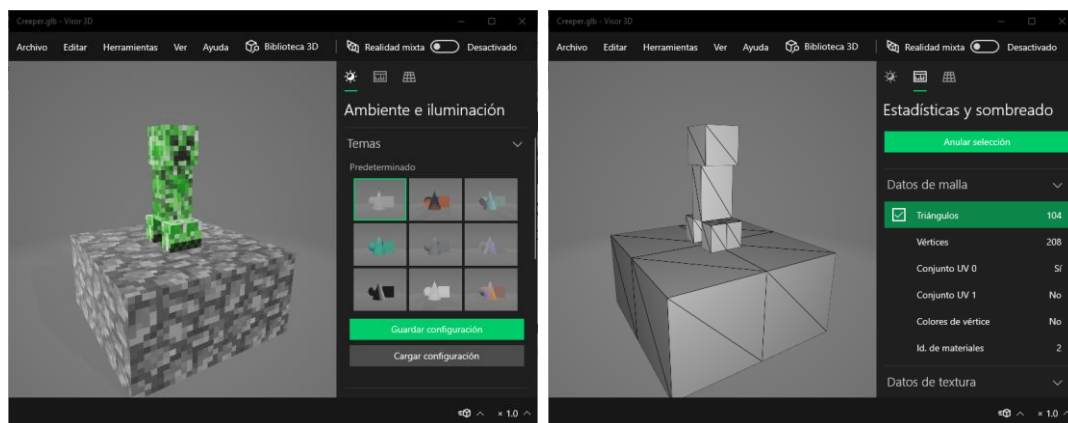 Creeper.glb - Visor 3D
Archivo Editar Herramientas Ver Ayuda Biblioteca 3D Realidad mixta Desactivado
Ambiente e iluminación
Temas
Predeterminado
Guardar configuración
Cargar configuración
× 1.0
Creeper.glb - Visor 3D
Archivo Editar Herramientas Ver Ayuda Biblioteca 3D Realidad mixta Desactivado
Estadísticas y sombreado
Anular selección
Datos de malla
Triángulos 104
Vértices 208
Conjunto UV 0 Sí
Conjunto UV 1 No
Colores de vértice No
Id. de materiales 2
Datos de textura
× 1.0